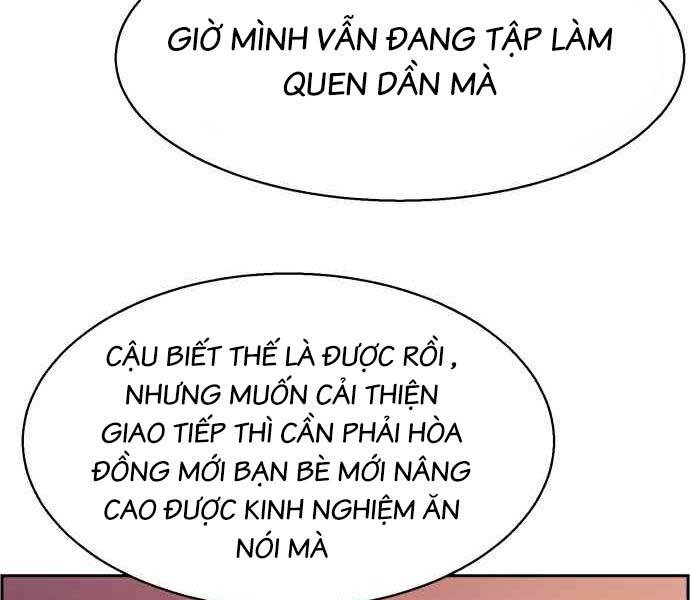 GIỜ MÌNH VẪN ĐANG TẬP LÀM
QUEN DẦN MÀ
CẬU BIẾT THẾ LÀ ĐƯỢC RỒI ,
NHƯNG MUỐN CẢI THIỆN
GIAO TIẾP THÌ CẦN PHẢI HÒA
ĐỒNG MỚI BẠN BÈ MỚI NÂNG
CAO ĐƯỢC KINH NGHIỆM ĂN
NÓI MÀ